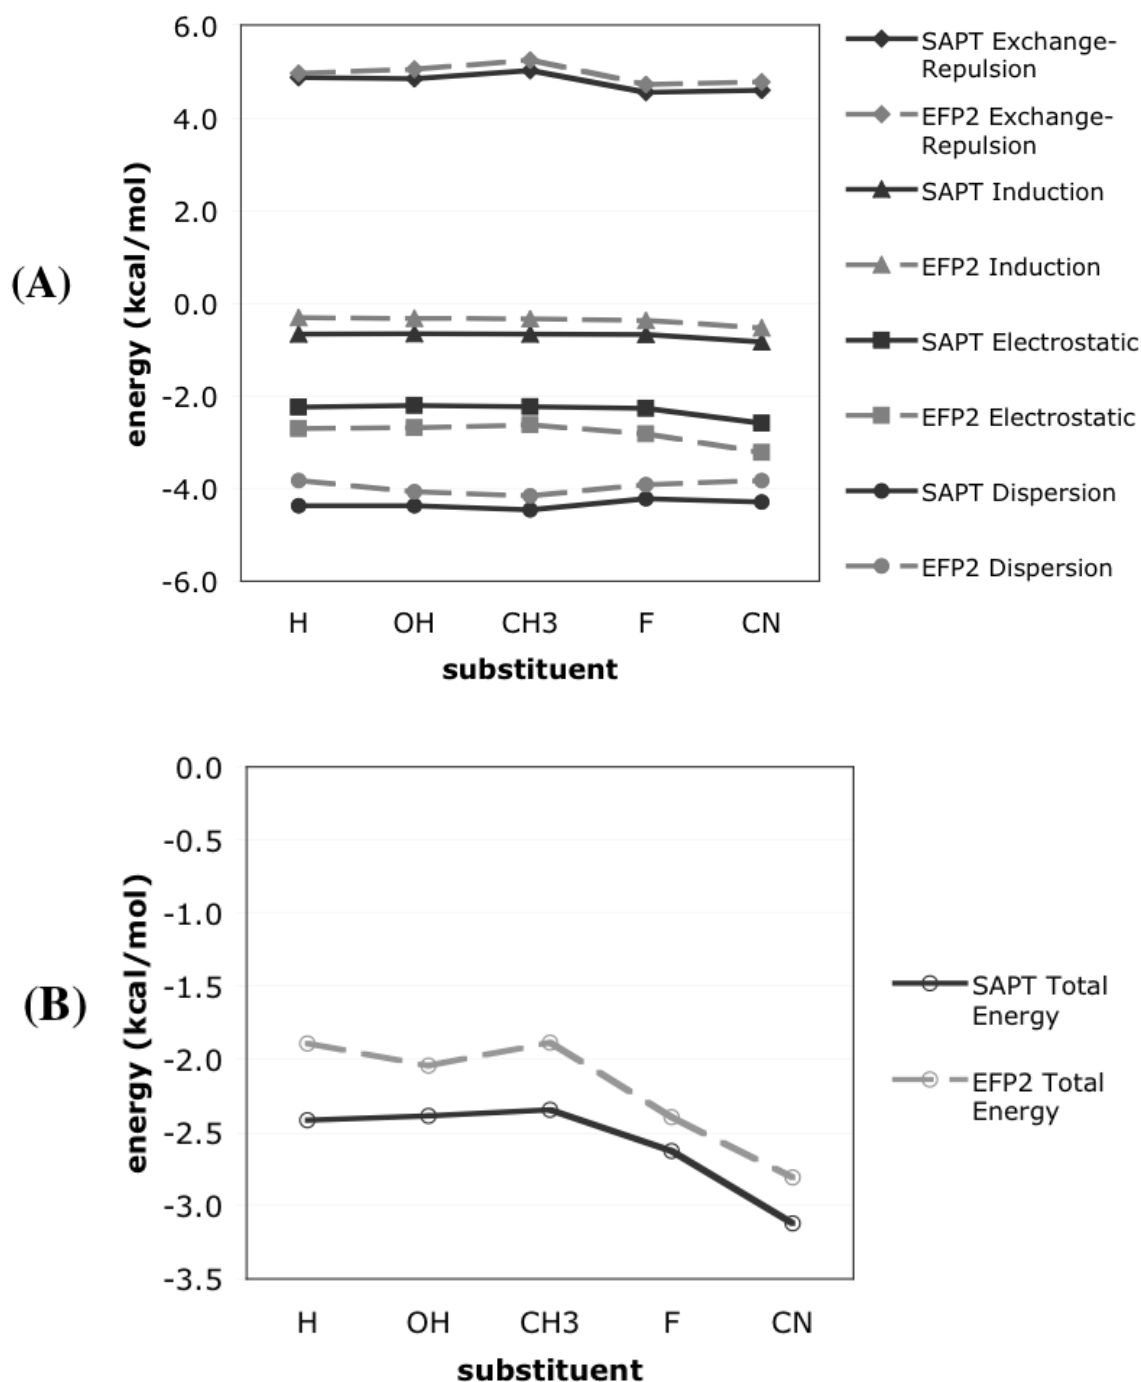 (A)
energy (kcal/mol)
6.0
4.0
2.0
0.0
-2.0
-4.0
-6.0
H OH CH3 F CN
substituent
SAPT Exchange-
Repulsion
EFP2 Exchange-
Repulsion
SAPT Induction
EFP2 Induction
SAPT Electrostatic
EFP2 Electrostatic
SAPT Dispersion
EFP2 Dispersion
(B)
energy (kcal/mol)
0.0
-0.5
-1.0
-1.5
-2.0
-2.5
-3.0
-3.5
H OH CH3 F CN
substituent
SAPT Total
Energy
EFP2 Total
Energy